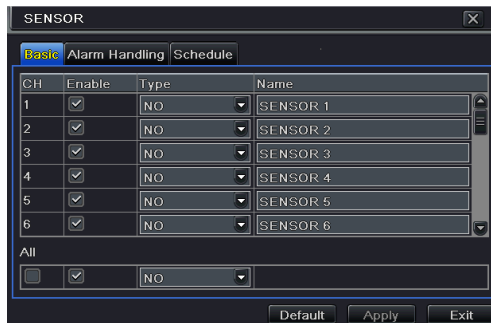 SENSOR
Basic Alarm Handling Schedule
CH Enable Type Name
1 NO SENSOR 1
2 NO SENSOR 2
3 NO SENSOR 3
4 NO SENSOR 4
5 NO SENSOR 5
6 NO SENSOR 6
All
NO
Default Apply Exit